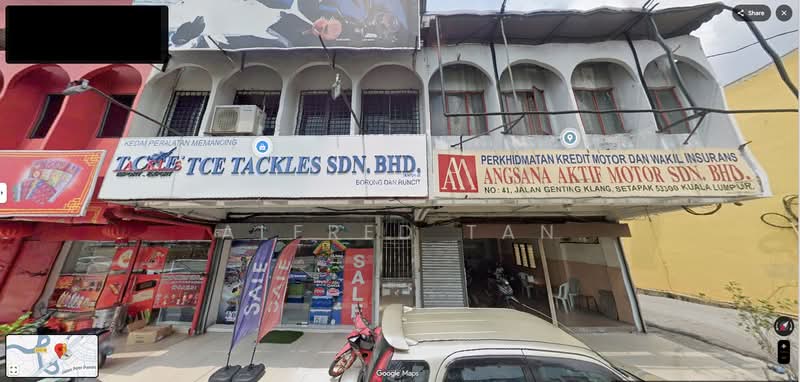 Share
KEDAI PERALATAN MEMANCING
TCE TACKLES SDN. BHD.
BORONG DAN RUNCIT
PERKHIDMATAN KREDIT MOTOR DAN WAKIL INSURANS
ANGSANA AKTIF MOTOR SDN. BHD.
NO: 41, JALAN GENTING KLANG, SETAPAK 53300 KUALA LUMPUR.
ALFRED TAN
SALE
SALE
SALE
Google Maps